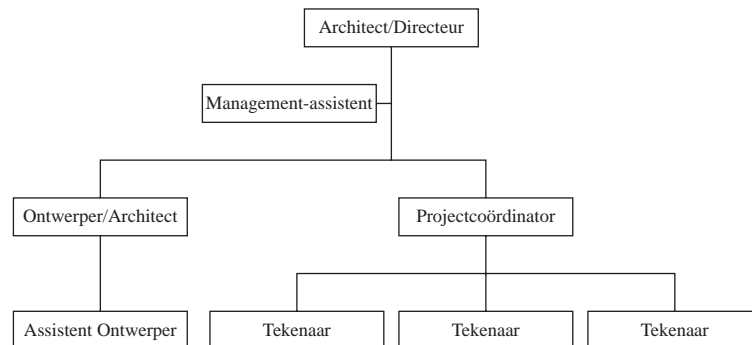 Architect/Directeur
Management-assistent
Ontwerper/Architect
Projectcoördinator
Assistent Ontwerper
Tekenaar
Tekenaar
Tekenaar